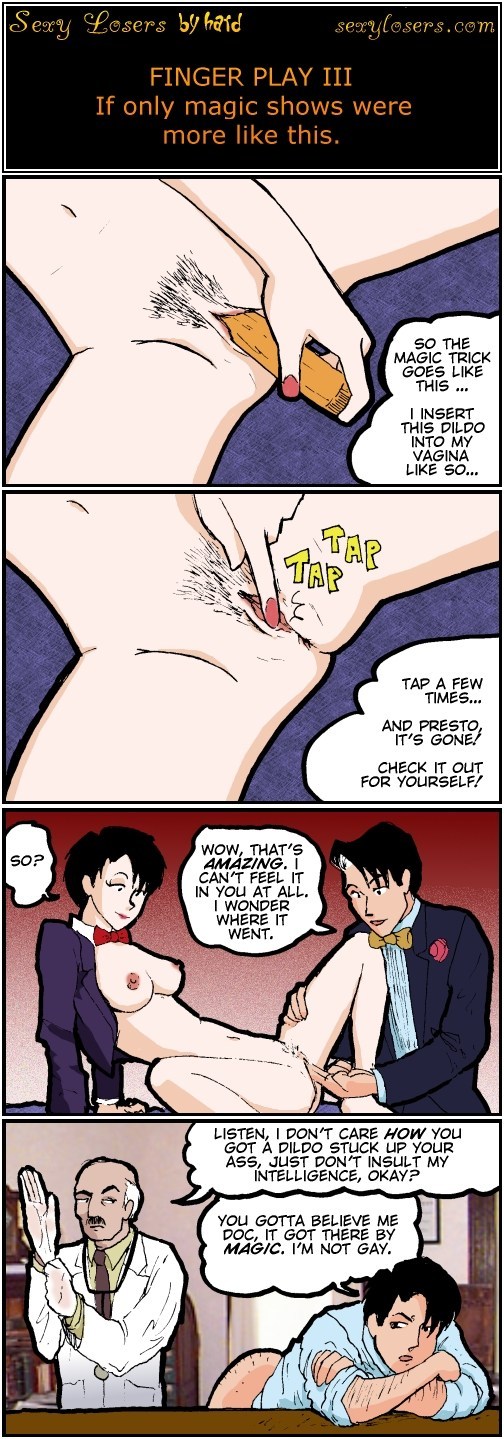 Sexy Losers by hard
sexylosers.com
FINGER PLAY III
If only magic shows were
more like this.
SO THE
MAGIC TRICK
GOES LIKE
THIS ...
I INSERT
THIS DILDO
INTO MY
VAGINA
LIKE SO...
TAP
TAP
TAP A FEW
TIMES...
AND PRESTO,
IT'S GONE!
CHECK IT OUT
FOR YOURSELF!
SO?
WOW, THAT'S
AMAZING. I
CAN'T FEEL IT
IN YOU AT ALL.
I WONDER
WHERE IT
WENT.
LISTEN, I DON'T CARE HOW YOU
GOT A DILDO STUCK UP YOUR
ASS, JUST DON'T INSULT MY
INTELLIGENCE, OKAY?
YOU GOTTA BELIEVE ME
DOC, IT GOT THERE BY
MAGIC. I'M NOT GAY.